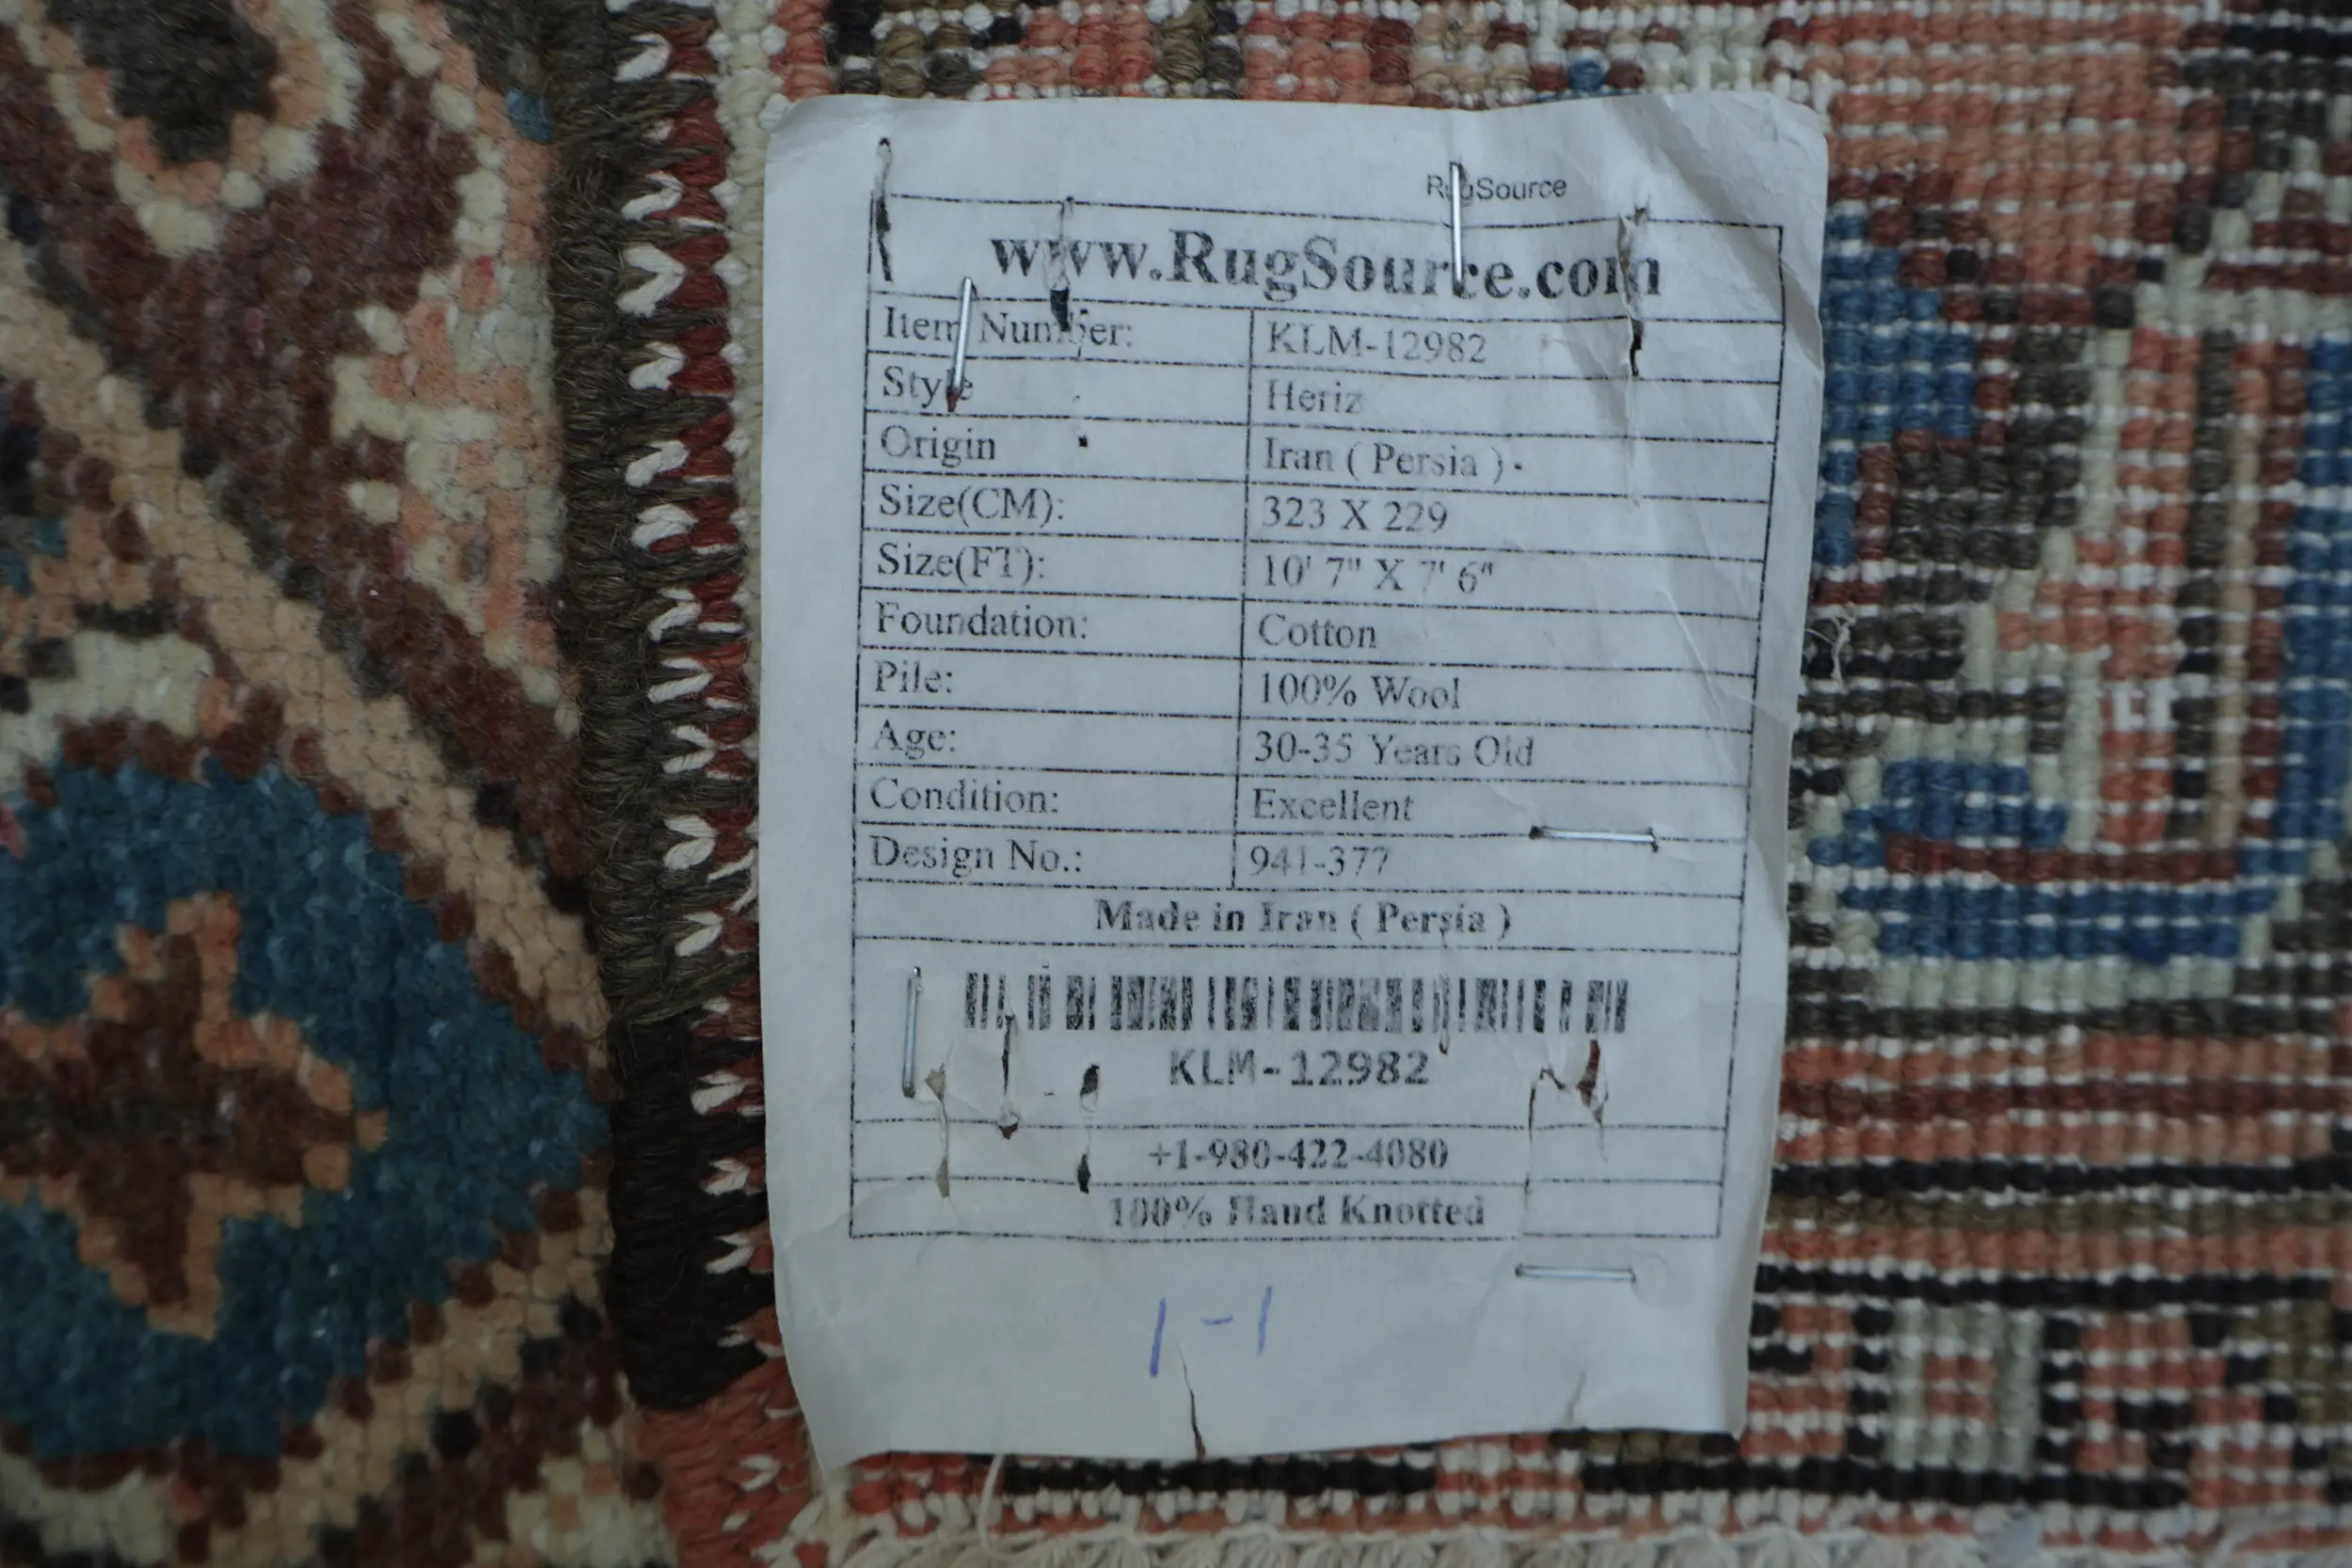 RugSource
www.RugSource.com
Item Number: KLM-12982
Style Heriz
Origin Iran ( Persia )
Size(CM): 323 X 229
Size(FT): 10' 7" X 7' 6"
Foundation: Cotton
Pile: 100% Wool
Age: 30-35 Years Old
Condition: Excellent
Design No.: 941-377
Made in Iran ( Persia )
KLM-12982
+1-980-422-4080
100% Hand Knotted
1-1